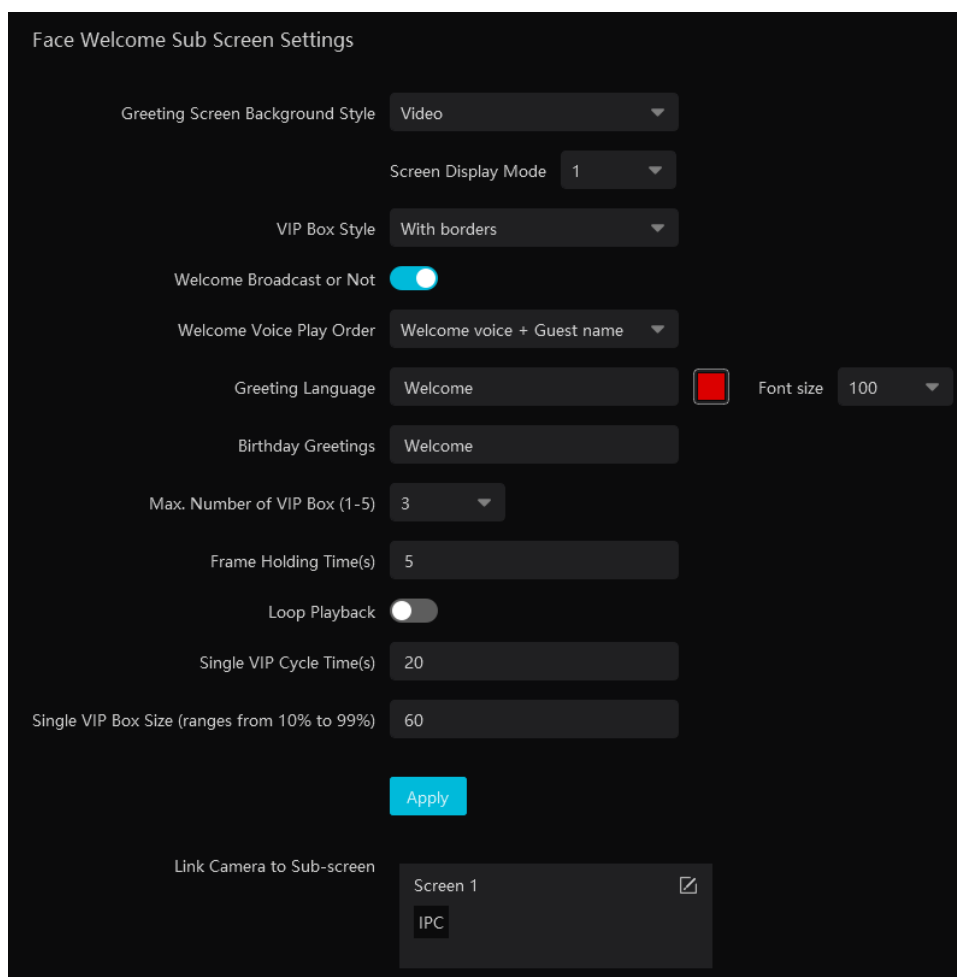 Face Welcome Sub Screen Settings
Greeting Screen Background Style Video
Screen Display Mode 1
VIP Box Style With borders
Welcome Broadcast or Not
Welcome Voice Play Order Welcome voice + Guest name
Greeting Language Welcome Font size 100
Birthday Greetings Welcome
Max. Number of VIP Box (1-5) 3
Frame Holding Time(s) 5
Loop Playback
Single VIP Cycle Time(s) 20
Single VIP Box Size (ranges from 10% to 99%) 60
Apply
Link Camera to Sub-screen
Screen 1
IPC